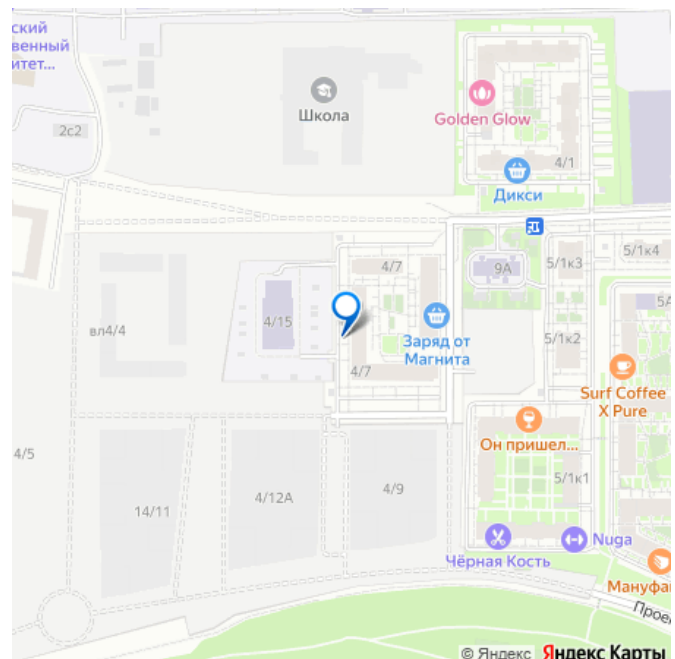 ский
венный
итет...
2с2
Школа
Golden Glow
4/1
Дикси
4/7
9А
5/1к3
5/1к4
5А
4/15
вл4/4
Заряд от
Магнита
5/1к2
4/7
Surf Coffee
X Pure
Он пришел...
4/5
14/11
4/12А
4/9
5/1к1
Чёрная Кость
Nuga
Мануфа
Прое
© Яндекс Яндекс Карты